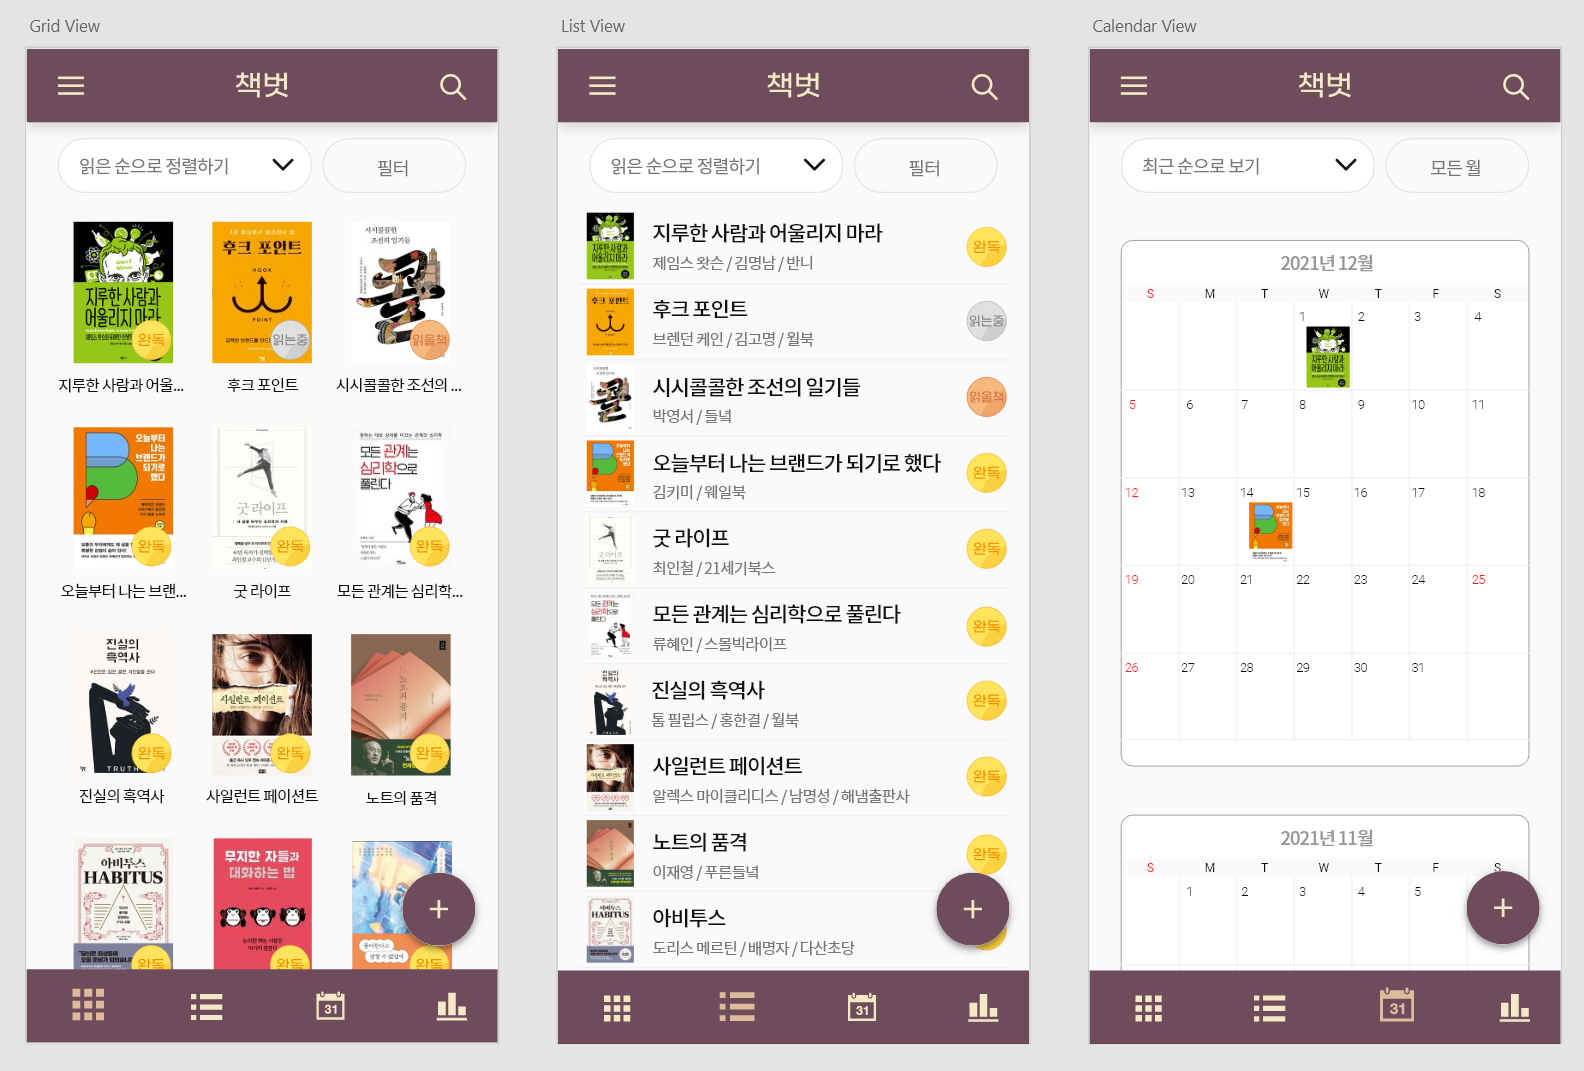 Grid View
책벗
읽은 순으로 정렬하기
필터
지루한 사람과
어울리지 마라
완독
후크 포인트
HOOK
POINT
읽는중
시시콜콜한
조선의 일기들
읽을책
지루한 사람과 어울...
후크 포인트
시시콜콜한 조선의 ...
오늘부터
나는
브랜드가
되기로
했다
완독
굿 라이프
완독
모든 관계는
심리학으로
풀린다
완독
오늘부터 나는 브랜...
굿 라이프
모든 관계는 심리학...
진실의
흑역사
TRUTH
완독
사일런트 페이션트
완독
노트의 품격
완독
진실의 흑역사
사일런트 페이션트
노트의 품격
아비투스
HABITUS
완독
무지한 자들과
대화하는 법
완독
완독
+
31
List View
책벗
읽은 순으로 정렬하기
필터
지루한 사람과 어울리지 마라
제임스 왓슨 / 김명남 / 반니
완독
후크 포인트
브렌던 케인 / 김고명 / 월북
읽는중
시시콜콜한 조선의 일기들
박영서 / 들녘
읽을책
오늘부터 나는 브랜드가 되기로 했다
김키미 / 웨일북
완독
굿 라이프
최인철 / 21세기북스
완독
모든 관계는 심리학으로 풀린다
류혜인 / 스몰빅라이프
완독
진실의 흑역사
톰 필립스 / 홍한결 / 월북
완독
사일런트 페이션트
알렉스 마이클리디스 / 남명성 / 해냄출판사
완독
노트의 품격
이재영 / 푸른들녘
완독
아비투스
도리스 메르틴 / 배명자 / 다산초당
+
31
Calendar View
책벗
최근 순으로 보기
모든 월
2021년 12월
S M T W T F S
1 2 3 4
지루한 사람과
어울리지 마라
5 6 7 8 9 10 11
12 13 14 15 16 17 18
19 20 21 22 23 24 25
26 27 28 29 30 31
2021년 11월
S M T W T F S
1 2 3 4 5
+
31